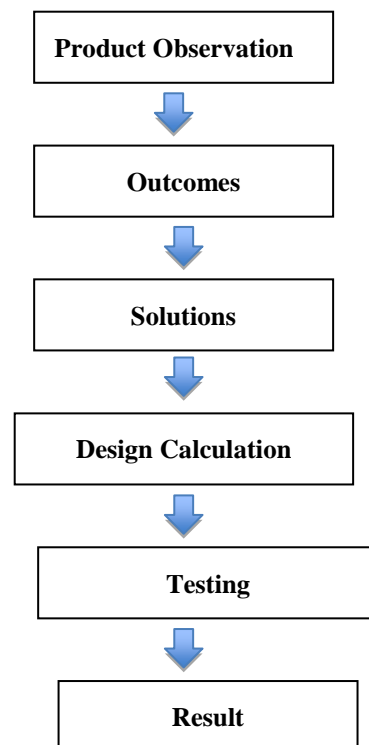 Product Observation
Outcomes
Solutions
Design Calculation
Testing
Result